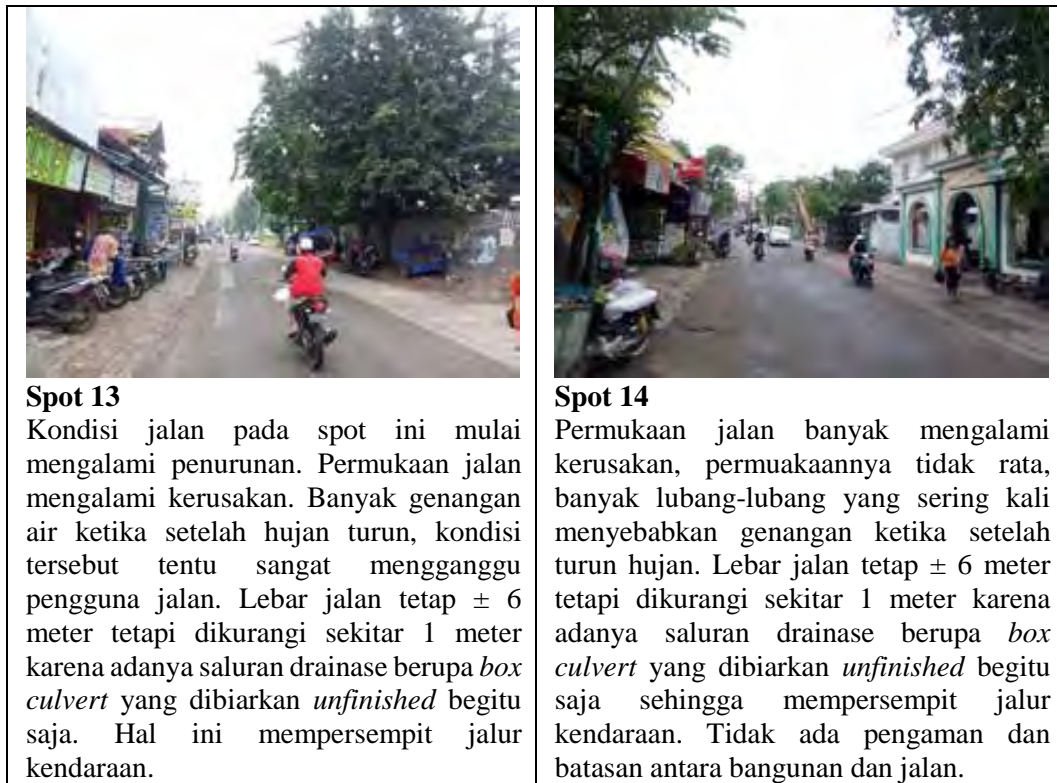 Spot 13
Kondisi jalan pada spot ini mulai
mengalami penurunan. Permukaan jalan
mengalami kerusakan. Banyak genangan
air ketika setelah hujan turun, kondisi
tersebut tentu sangat mengganggu
pengguna jalan. Lebar jalan tetap ± 6
meter tetapi dikurangi sekitar 1 meter
karena adanya saluran drainase berupa box
culvert yang dibiarkan unfinished begitu
saja. Hal ini mempersempit jalur
kendaraan.
Spot 14
Permukaan jalan banyak mengalami
kerusakan, permuakaannya tidak rata,
banyak lubang-lubang yang sering kali
menyebabkan genangan ketika setelah
turun hujan. Lebar jalan tetap ± 6 meter
tetapi dikurangi sekitar 1 meter karena
adanya saluran drainase berupa box
culvert yang dibiarkan unfinished begitu
saja sehingga mempersempit jalur
kendaraan. Tidak ada pengaman dan
batasan antara bangunan dan jalan.